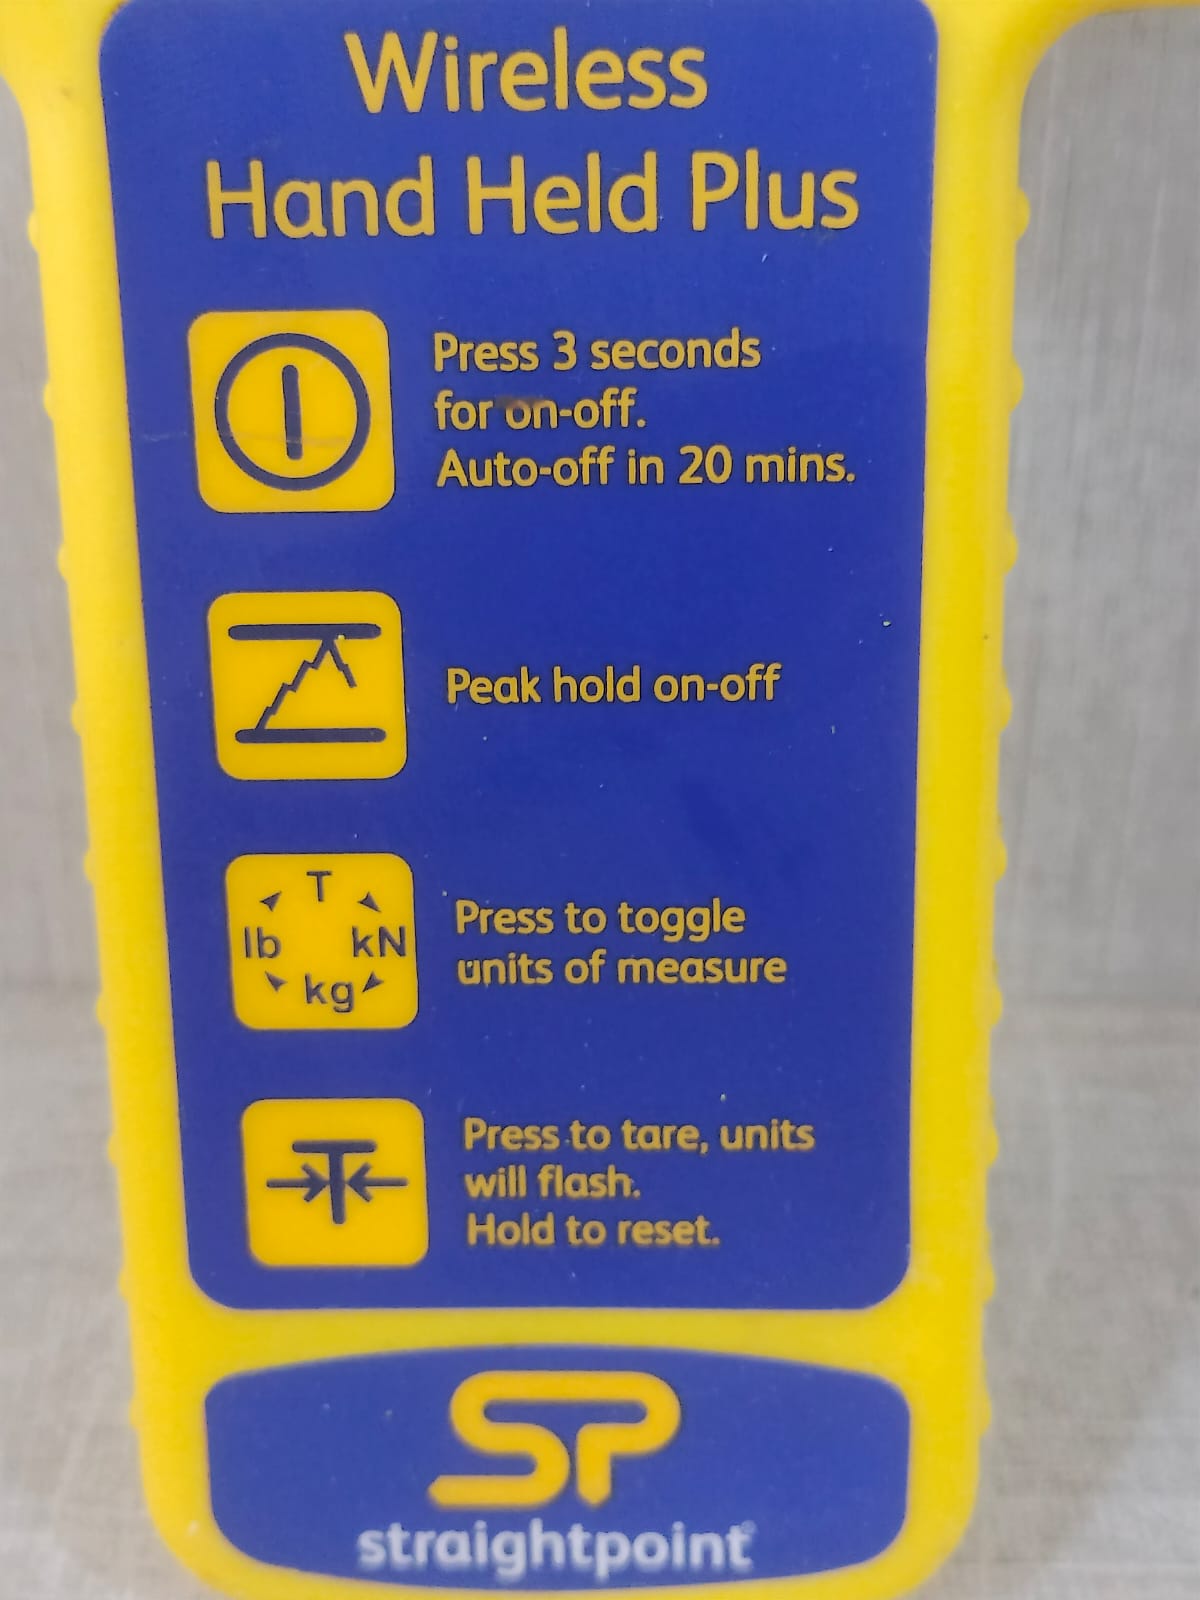 Wireless
Hand Held Plus
Press 3 seconds
for on-off.
Auto-off in 20 mins.
Peak hold on-off
T
lb kN
kg
Press to toggle
units of measure
T
Press to tare, units
will flash.
Hold to reset.
SP
straightpoint